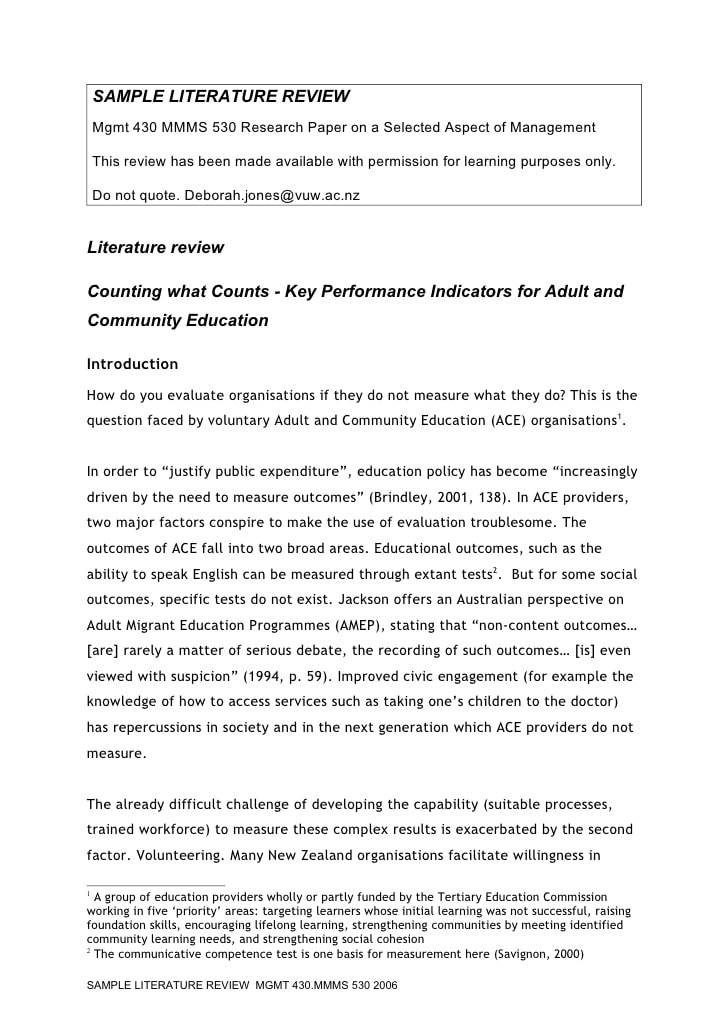 SAMPLE LITERATURE REVIEW
Mgmt 430 MMMS 530 Research Paper on a Selected Aspect of Management
This review has been made available with permission for learning purposes only.
Do not quote. Deborah.jones@vuw.ac.nz
Literature review
Counting what Counts - Key Performance Indicators for Adult and
Community Education
Introduction
How do you evaluate organisations if they do not measure what they do? This is the
question faced by voluntary Adult and Community Education (ACE) organisations¹.
In order to “justify public expenditure”, education policy has become “increasingly
driven by the need to measure outcomes” (Brindley, 2001, 138). In ACE providers,
two major factors conspire to make the use of evaluation troublesome. The
outcomes of ACE fall into two broad areas. Educational outcomes, such as the
ability to speak English can be measured through extant tests². But for some social
outcomes, specific tests do not exist. Jackson offers an Australian perspective on
Adult Migrant Education Programmes (AMEP), stating that “non-content outcomes…
[are] rarely a matter of serious debate, the recording of such outcomes… [is] even
viewed with suspicion” (1994, p. 59). Improved civic engagement (for example the
knowledge of how to access services such as taking one’s children to the doctor)
has repercussions in society and in the next generation which ACE providers do not
measure.
The already difficult challenge of developing the capability (suitable processes,
trained workforce) to measure these complex results is exacerbated by the second
factor. Volunteering. Many New Zealand organisations facilitate willingness in
¹ A group of education providers wholly or partly funded by the Tertiary Education Commission
working in five ‘priority’ areas: targeting learners whose initial learning was not successful, raising
foundation skills, encouraging lifelong learning, strengthening communities by meeting identified
community learning needs, and strengthening social cohesion
² The communicative competence test is one basis for measurement here (Savignon, 2000)
SAMPLE LITERATURE REVIEW MGMT 430.MMMS 530 2006